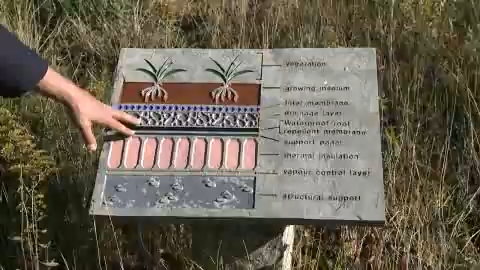 vegetation
growing medium
filter membrane
drainage layer
waterproof/root
repellent membrane
support panel
thermal insulation
vapour control layer
structural support